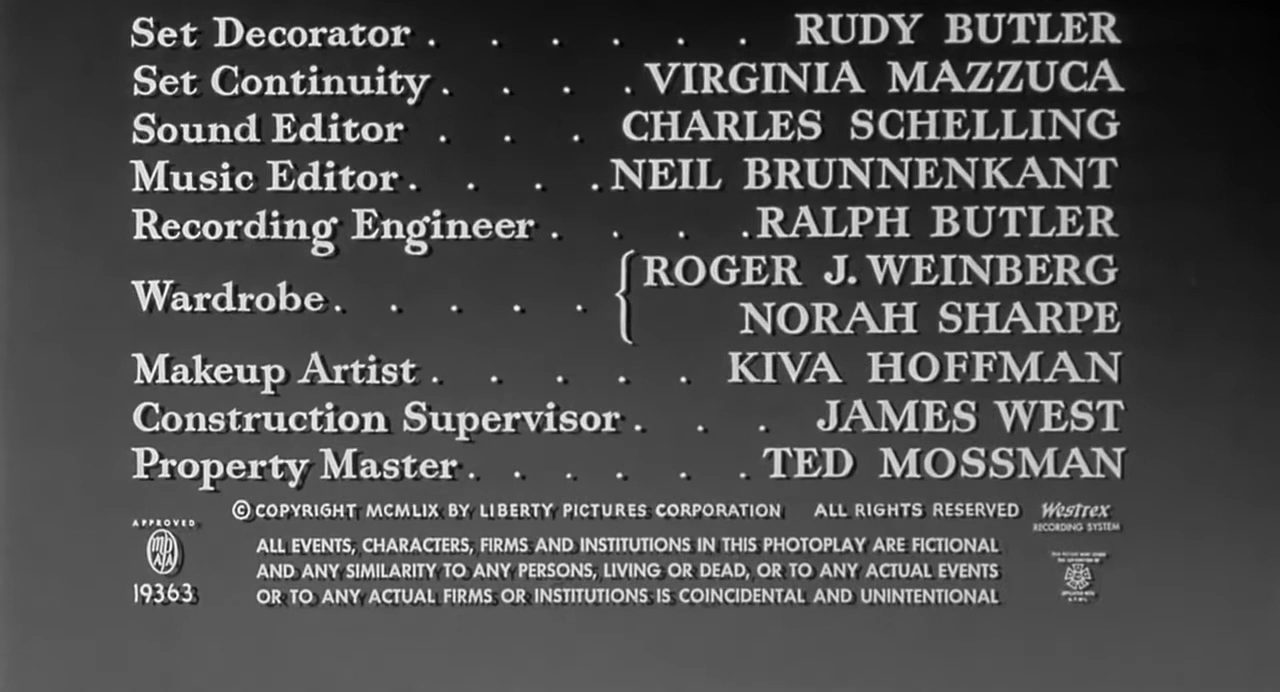 Set Decorator . . . . . . RUDY BUTLER
Set Continuity . . . . VIRGINIA MAZZUCA
Sound Editor . . . CHARLES SCHELLING
Music Editor . . . . NEIL BRUNNENKANT
Recording Engineer . . . . RALPH BUTLER
Wardrobe . . . . . { ROGER J. WEINBERG
NORAH SHARPE
Makeup Artist . . . . . KIVA HOFFMAN
Construction Supervisor . . . JAMES WEST
Property Master . . . . . . TED MOSSMAN
© COPYRIGHT MCMLIX BY LIBERTY PICTURES CORPORATION ALL RIGHTS RESERVED
Westrex
RECORDING SYSTEM
APPROVED
19363
ALL EVENTS, CHARACTERS, FIRMS AND INSTITUTIONS IN THIS PHOTOPLAY ARE FICTIONAL
AND ANY SIMILARITY TO ANY PERSONS, LIVING OR DEAD, OR TO ANY ACTUAL EVENTS
OR TO ANY ACTUAL FIRMS OR INSTITUTIONS IS COINCIDENTAL AND UNINTENTIONAL